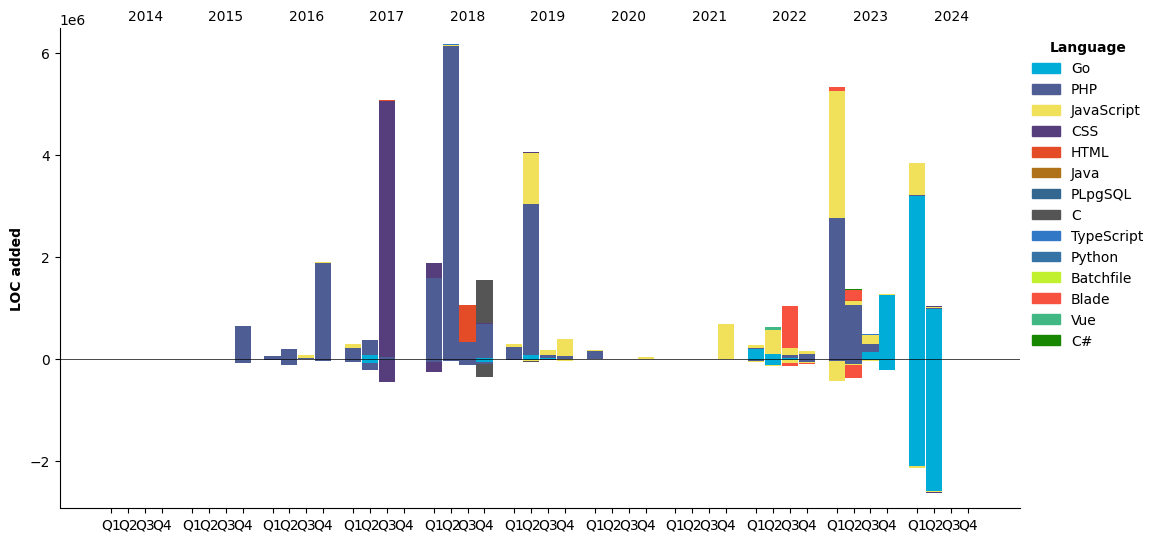 2014 2015 2016 2017 2018 2019 2020 2021 2022 2023 2024
1e6
6
4
2
0
−2
LOC added
Q1Q2Q3Q4 Q1Q2Q3Q4 Q1Q2Q3Q4 Q1Q2Q3Q4 Q1Q2Q3Q4 Q1Q2Q3Q4 Q1Q2Q3Q4 Q1Q2Q3Q4 Q1Q2Q3Q4 Q1Q2Q3Q4 Q1Q2Q3Q4
Language
Go
PHP
JavaScript
CSS
HTML
Java
PLpgSQL
C
TypeScript
Python
Batchfile
Blade
Vue
C#